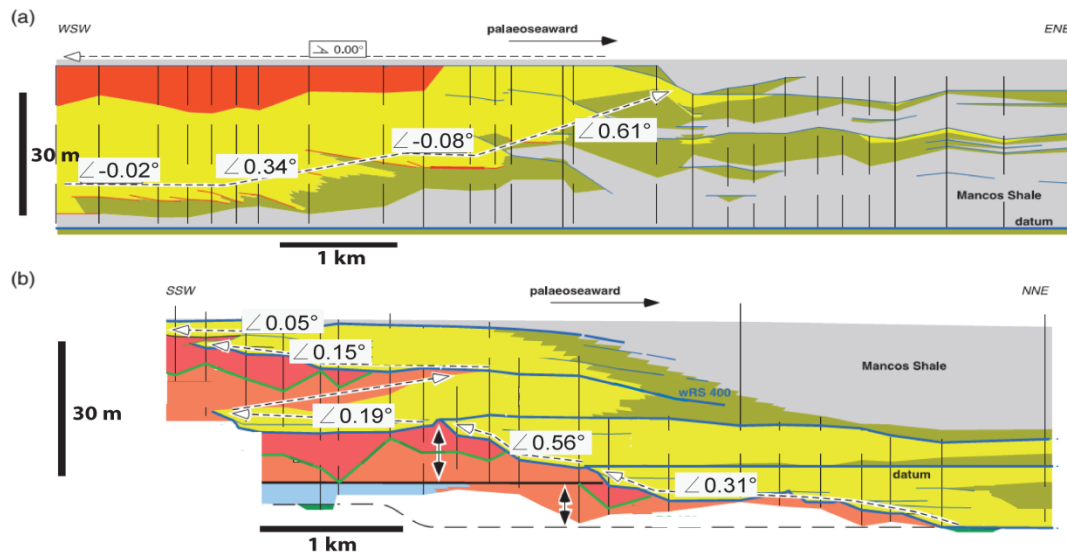 (a)
WSW
palaeoseaward
ENE
∡ 0.00°
30 m
∠-0.02°
∠0.34°
∠-0.08°
∠0.61°
Mancos Shale
datum
1 km
(b)
SSW
palaeoseaward
NNE
∠0.05°
∠0.15°
Mancos Shale
30 m
wRS 400
∠0.19°
∠0.56°
datum
∠0.31°
1 km